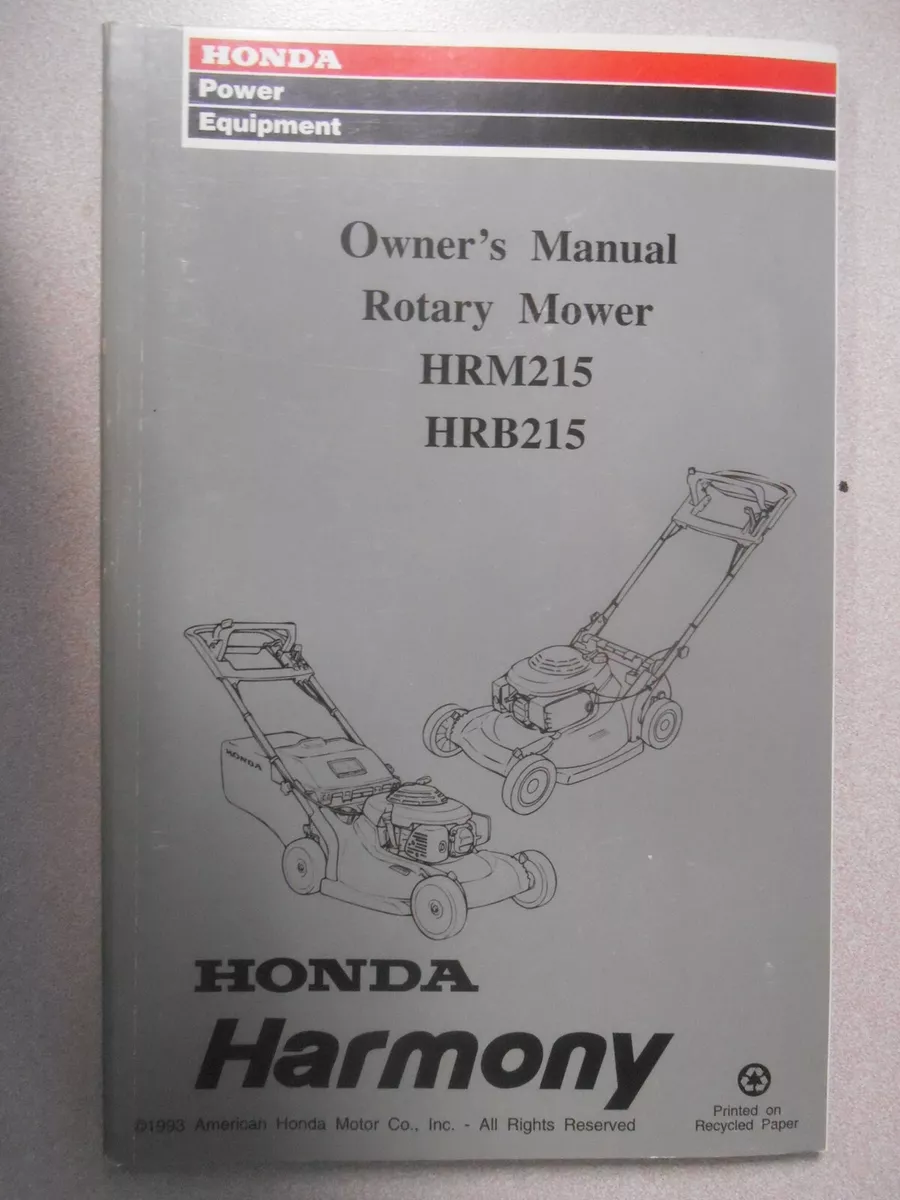 HONDA
Power
Equipment
Owner's Manual
Rotary Mower
HRM215
HRB215
HONDA
HONDA
Harmony
©1993 American Honda Motor Co., Inc. - All Rights Reserved
Printed on
Recycled Paper